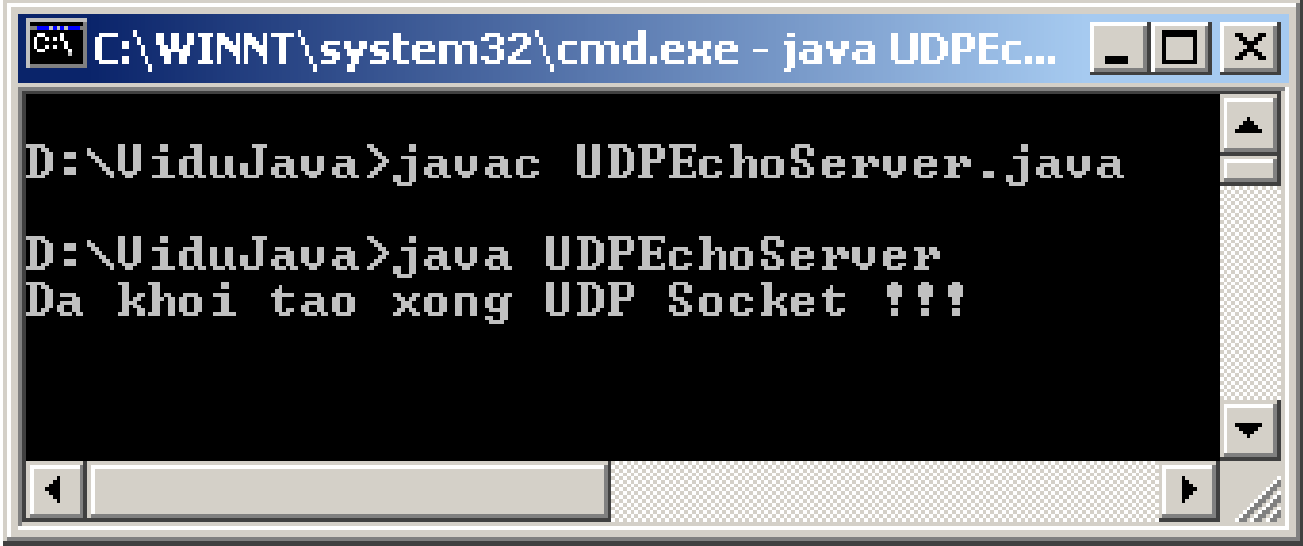 C:\WINNT\system32\cmd.exe - java UDPEc...
D:\ViduJava>javac UDPEchoServer.java
D:\ViduJava>java UDPEchoServer
Da khoi tao xong UDP Socket !!!